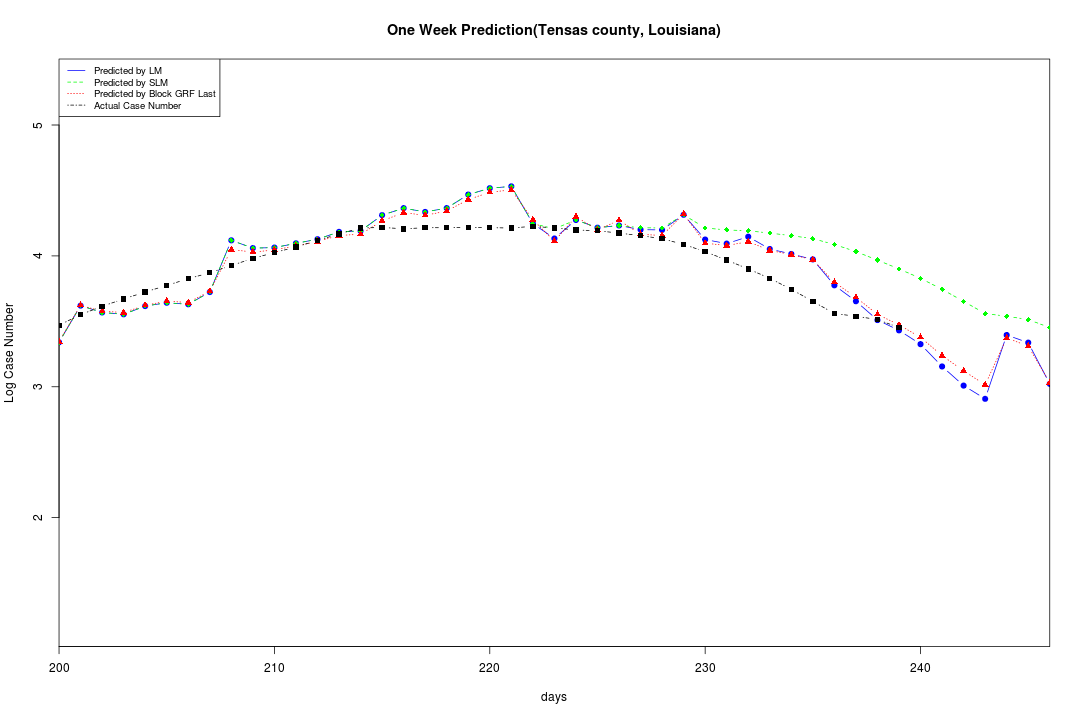 One Week Prediction(Tensas county, Louisiana)
Predicted by LM
Predicted by SLM
Predicted by Block GRF Last
Actual Case Number
5
4
3
2
Log Case Number
200
210
220
230
240
days